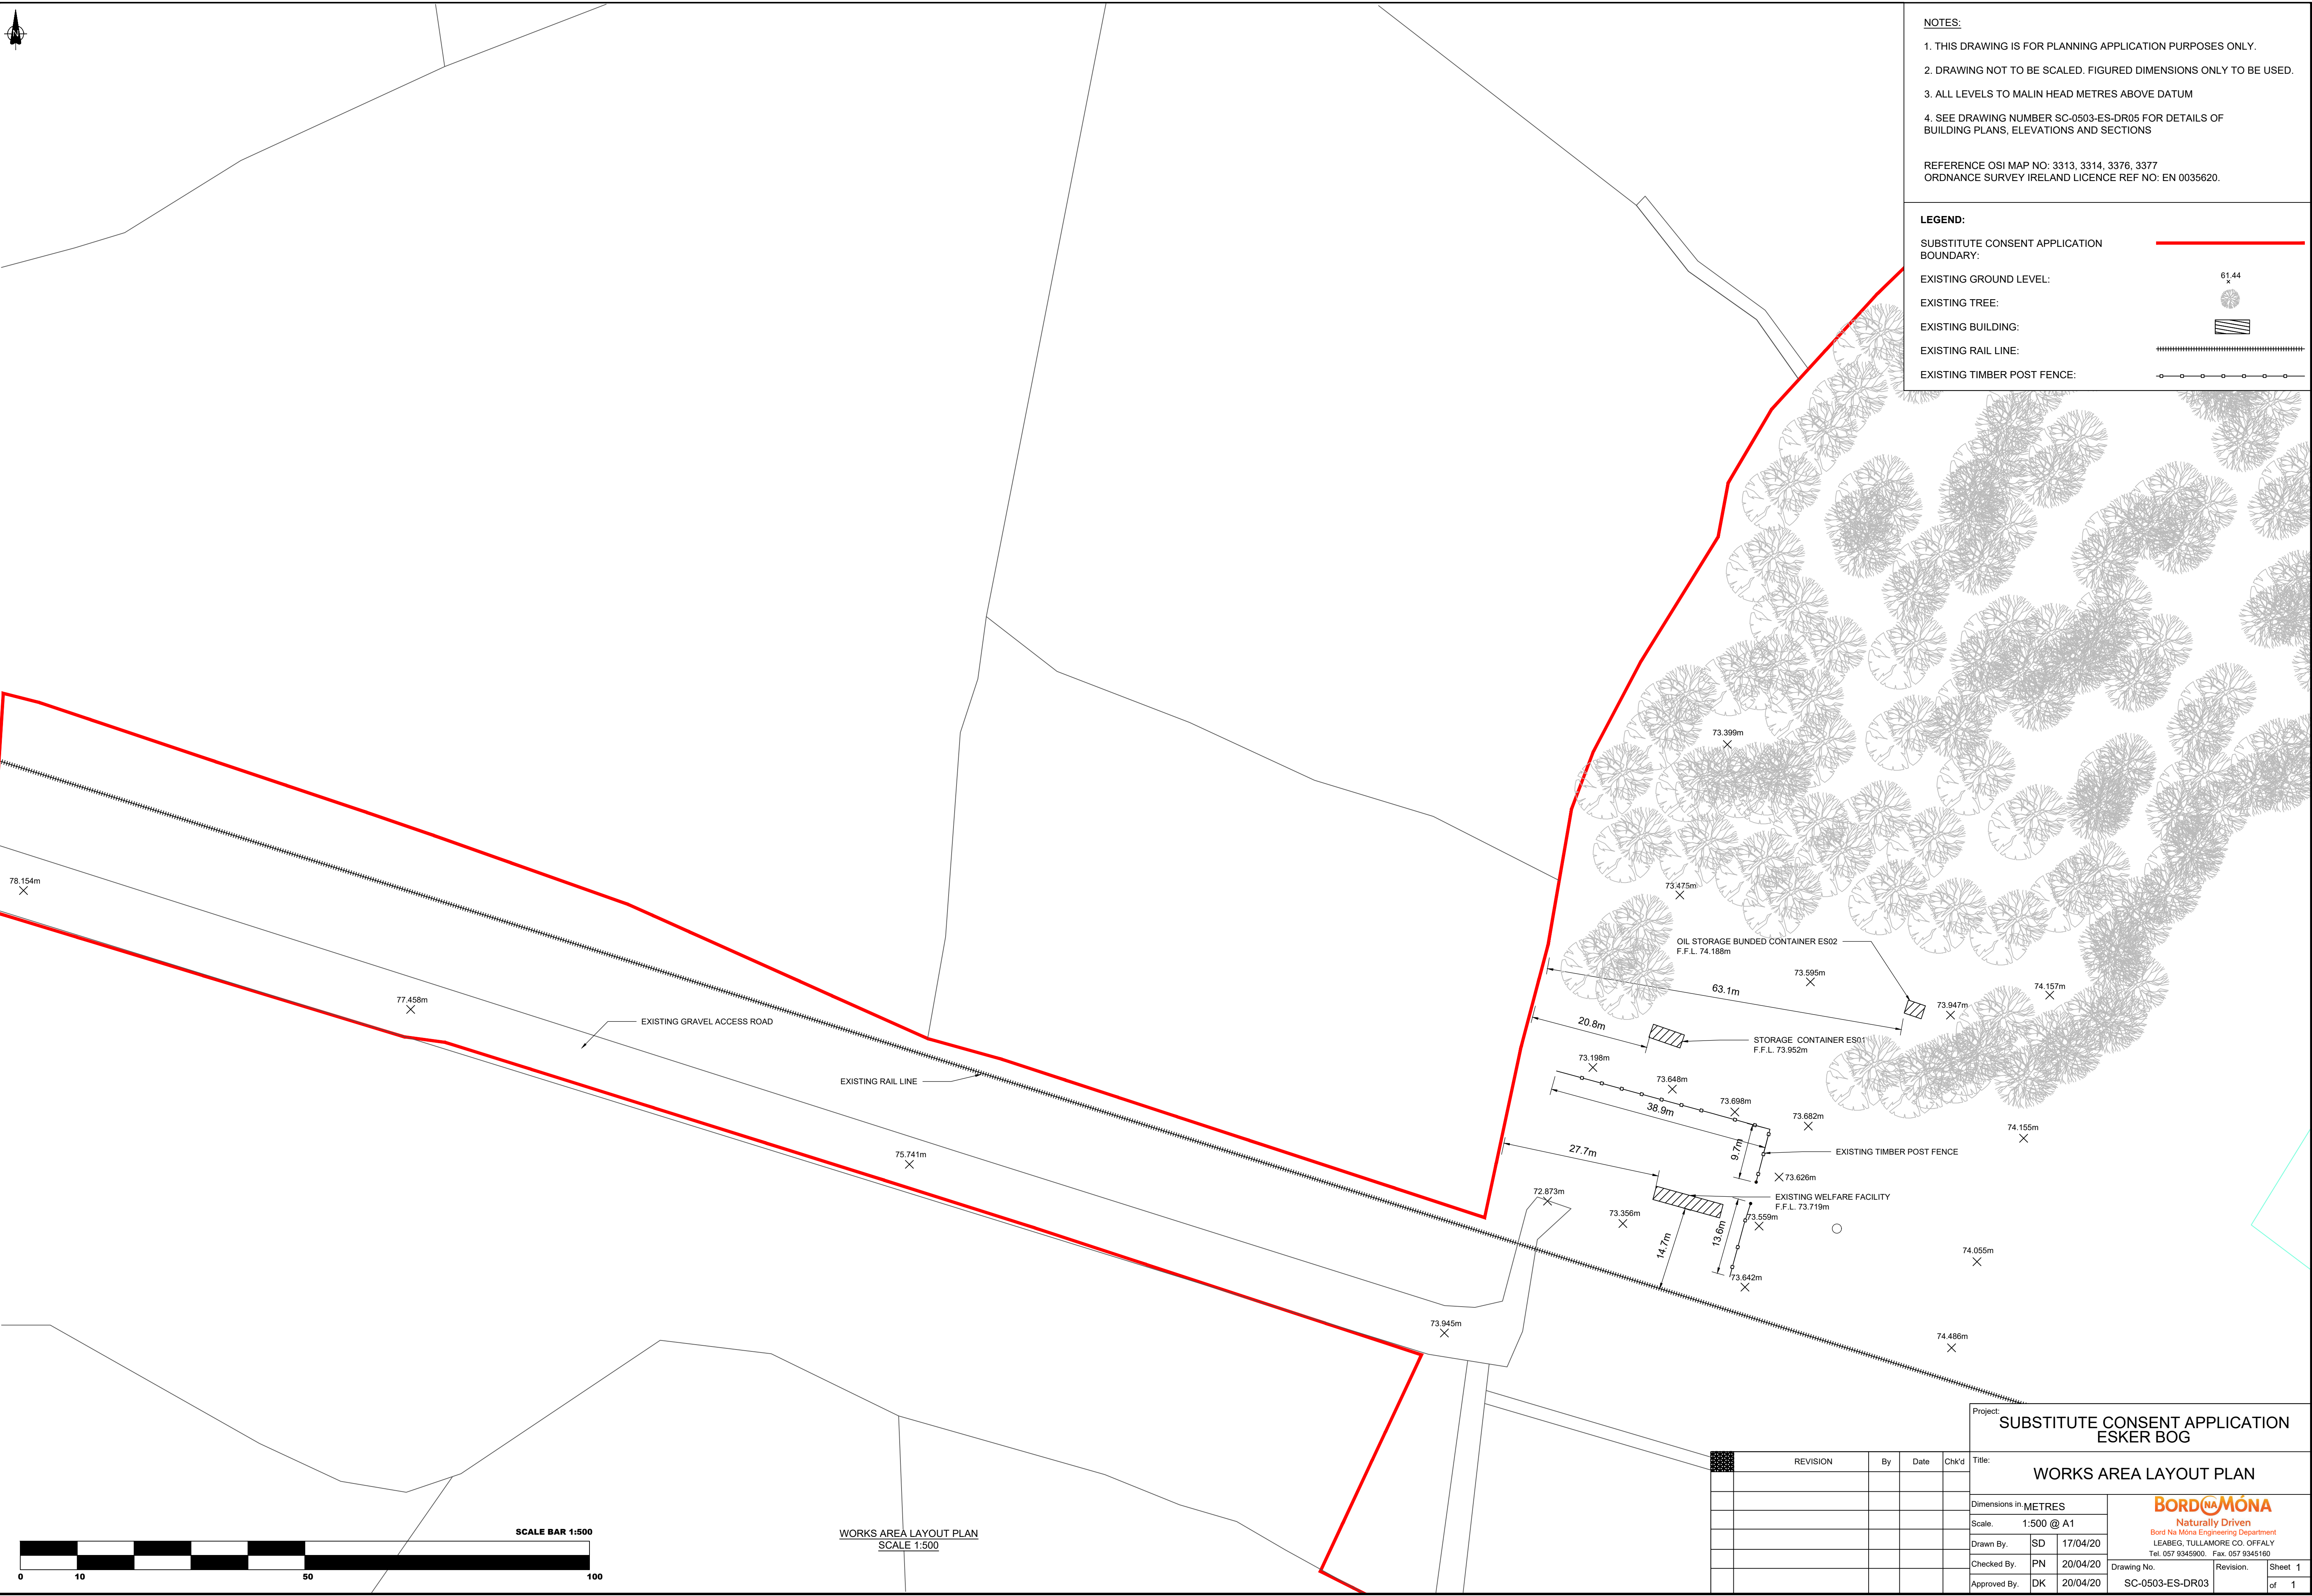 N
NOTES:
1. THIS DRAWING IS FOR PLANNING APPLICATION PURPOSES ONLY.
2. DRAWING NOT TO BE SCALED. FIGURED DIMENSIONS ONLY TO BE USED.
3. ALL LEVELS TO MALIN HEAD METRES ABOVE DATUM
4. SEE DRAWING NUMBER SC-0503-ES-DR05 FOR DETAILS OF
BUILDING PLANS, ELEVATIONS AND SECTIONS
REFERENCE OSI MAP NO: 3313, 3314, 3376, 3377
ORDNANCE SURVEY IRELAND LICENCE REF NO: EN 0035620.
LEGEND:
SUBSTITUTE CONSENT APPLICATION
BOUNDARY:
EXISTING GROUND LEVEL:
61.44
EXISTING TREE:
EXISTING BUILDING:
EXISTING RAIL LINE:
EXISTING TIMBER POST FENCE:
73.399m
78.154m
73.475m
OIL STORAGE BUNDED CONTAINER ES02
F.F.L. 74.188m
73.595m
63.1m
74.157m
73.947m
77.458m
EXISTING GRAVEL ACCESS ROAD
20.8m
STORAGE CONTAINER ES01
F.F.L. 73.952m
73.198m
EXISTING RAIL LINE
73.648m
73.698m
38.9m
73.682m
74.155m
9.7m
EXISTING TIMBER POST FENCE
75.741m
27.7m
73.626m
72.873m
EXISTING WELFARE FACILITY
F.F.L. 73.719m
73.356m
73.559m
13.6m
14.7m
74.055m
73.642m
73.945m
74.486m
SCALE BAR 1:500
0 10 50 100
WORKS AREA LAYOUT PLAN
SCALE 1:500
REVISION By Date Chk'd
Project:
SUBSTITUTE CONSENT APPLICATION
ESKER BOG
Title:
WORKS AREA LAYOUT PLAN
Dimensions in. METRES
Scale. 1:500 @ A1
Drawn By. SD 17/04/20
Checked By. PN 20/04/20
Approved By. DK 20/04/20
BORD NA MÓNA
Naturally Driven
Bord Na Móna Engineering Department
LEABEG, TULLAMORE CO. OFFALY
Tel. 057 9345900. Fax. 057 9345160
Drawing No. Revision. Sheet 1
SC-0503-ES-DR03 of 1